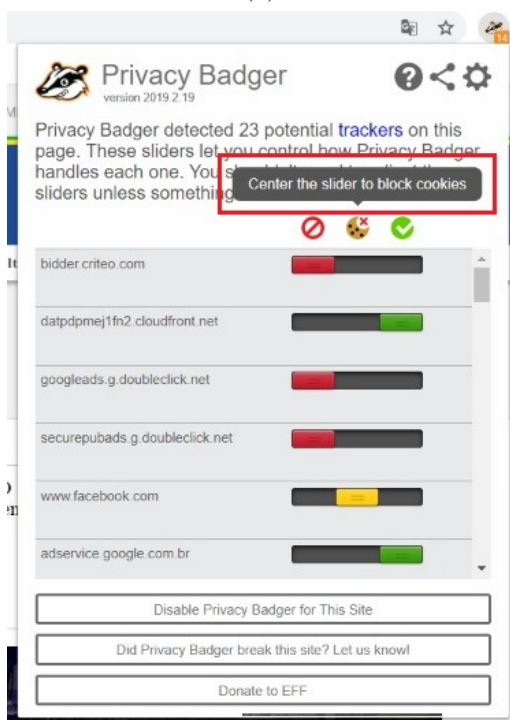 14
Privacy Badger
version 2019.2.19
Privacy Badger detected 23 potential trackers on this
page. These sliders let you control how Privacy Badger
handles each one. You
sliders unless something
Center the slider to block cookies
It
bidder.criteo.com
datpdpmej1fn2.cloudfront.net
googleads.g.doubleclick.net
securepubads.g.doubleclick.net
www.facebook.com
adservice.google.com.br
Disable Privacy Badger for This Site
Did Privacy Badger break this site? Let us know!
Donate to EFF